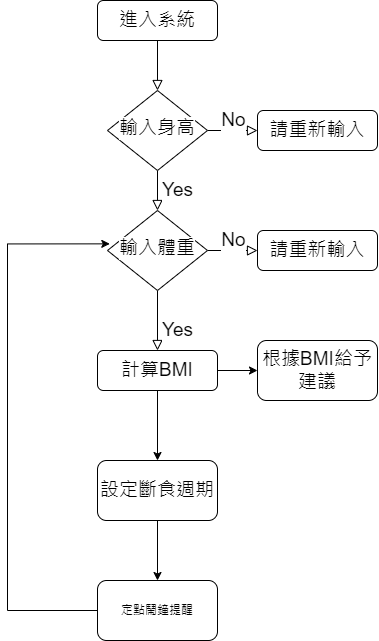 進入系統
輸入身高
No
請重新輸入
Yes
輸入體重
No
請重新輸入
Yes
計算BMI
根據BMI給予
建議
設定斷食週期
定點鬧鐘提醒